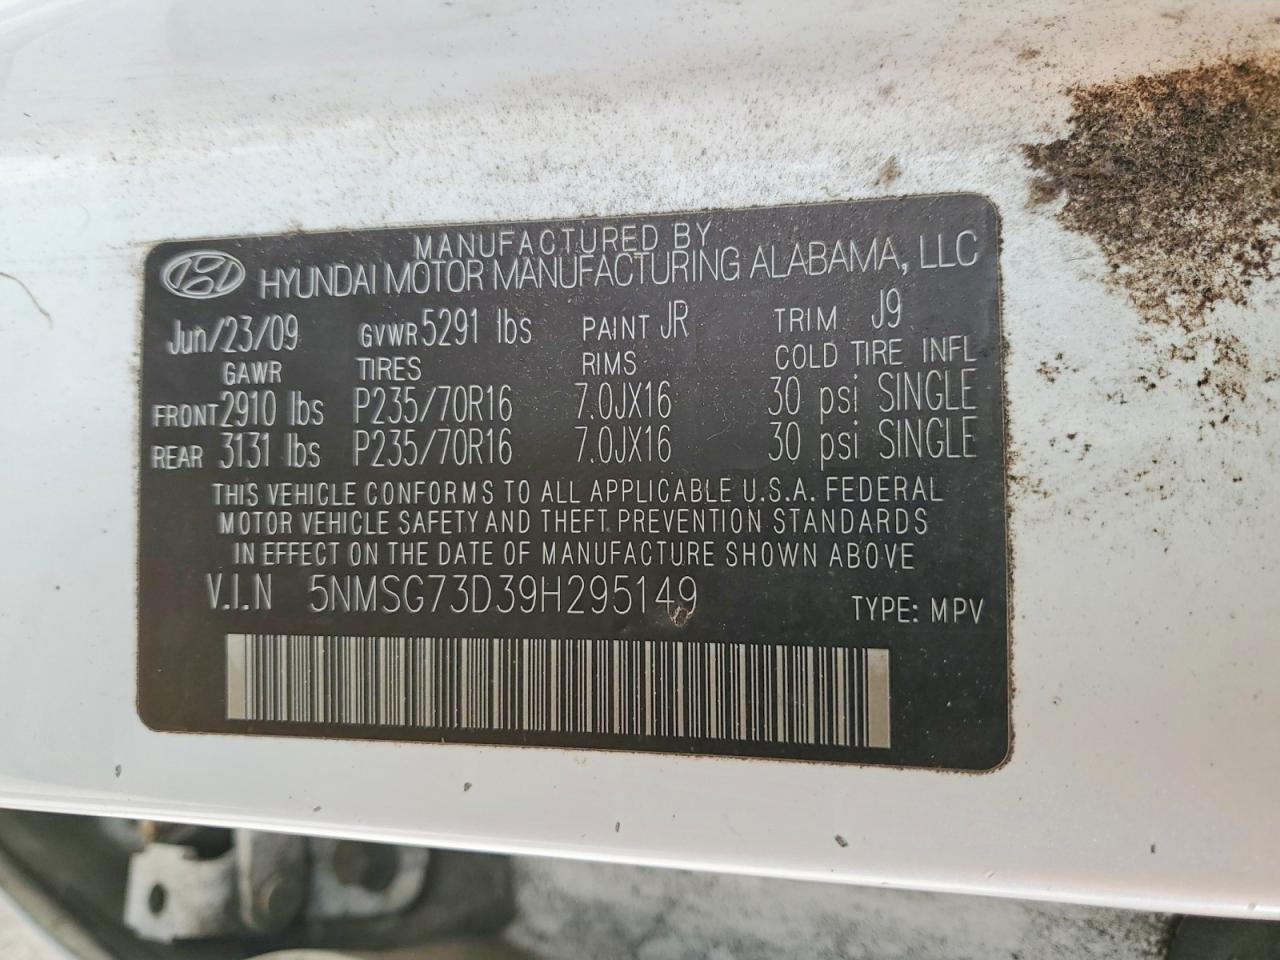 MANUFACTURED BY
HYUNDAI MOTOR MANUFACTURING ALABAMA, LLC
Jun/23/09 GVWR 5291 lbs PAINT JR TRIM J9
GAWR TIRES RIMS COLD TIRE INFL
FRONT 2910 lbs P235/70R16 7.0JX16 30 psi SINGLE
REAR 3131 lbs P235/70R16 7.0JX16 30 psi SINGLE
THIS VEHICLE CONFORMS TO ALL APPLICABLE U.S.A. FEDERAL
MOTOR VEHICLE SAFETY AND THEFT PREVENTION STANDARDS
IN EFFECT ON THE DATE OF MANUFACTURE SHOWN ABOVE
V.I.N 5NMSG73D39H295149 TYPE: MPV